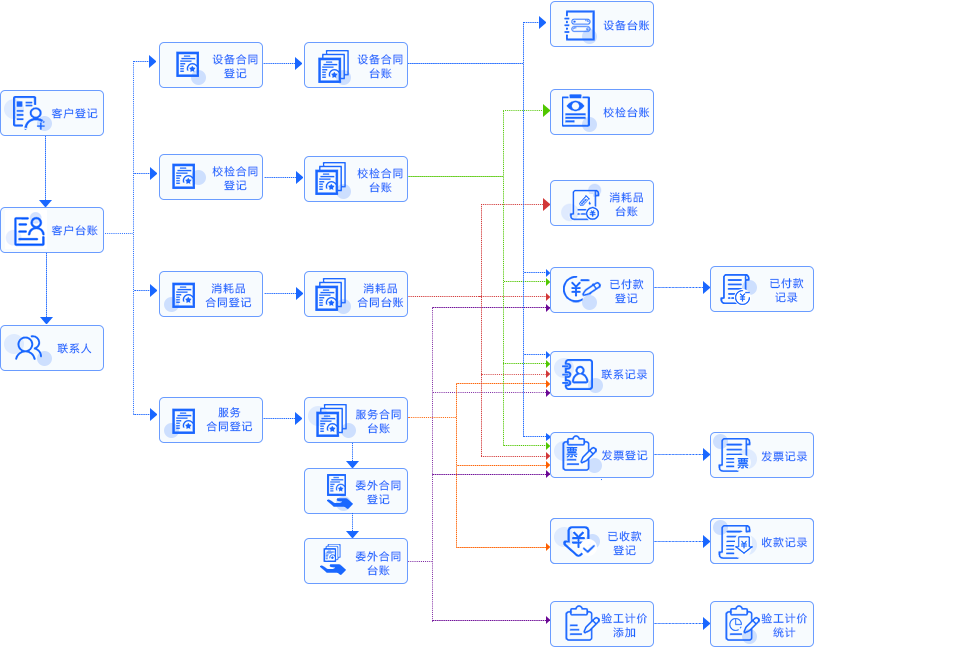 客户登记
客户台账
联系人
设备合同
登记
校检合同
登记
消耗品
合同登记
服务
合同登记
设备合同
台账
校检合同
台账
消耗品
合同台账
服务合同
台账
委外合同
登记
委外合同
台账
设备台账
校检台账
消耗品
台账
已付款
登记
联系记录
票
发票登记
已收款
登记
验工计价
添加
已付款
记录
票
发票记录
收款记录
验工计价
统计